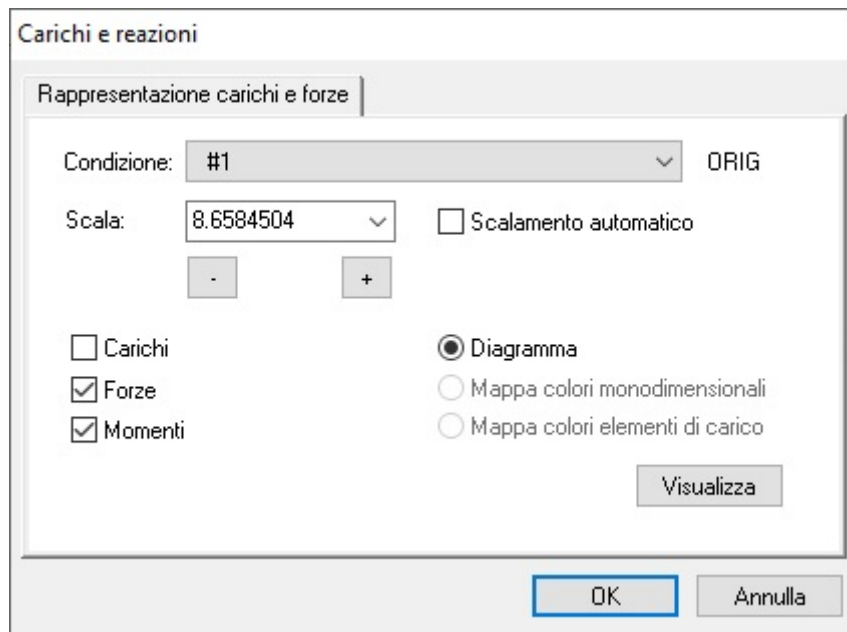 Carichi e reazioni
Rappresentazione carichi e forze
Condizione: #1 ORIG
Scala: 8.6584504 Scalamento automatico
- +
Carichi Diagramma
Forze Mappa colori monodimensionali
Momenti Mappa colori elementi di carico
Visualizza
OK Annulla